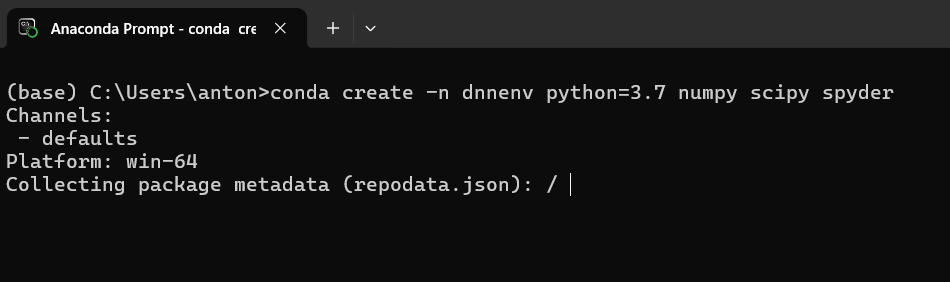 Anaconda Prompt - conda cre
(base) C:\Users\anton>conda create -n dnnenv python=3.7 numpy scipy spyder
Channels:
 - defaults
Platform: win-64
Collecting package metadata (repodata.json): /